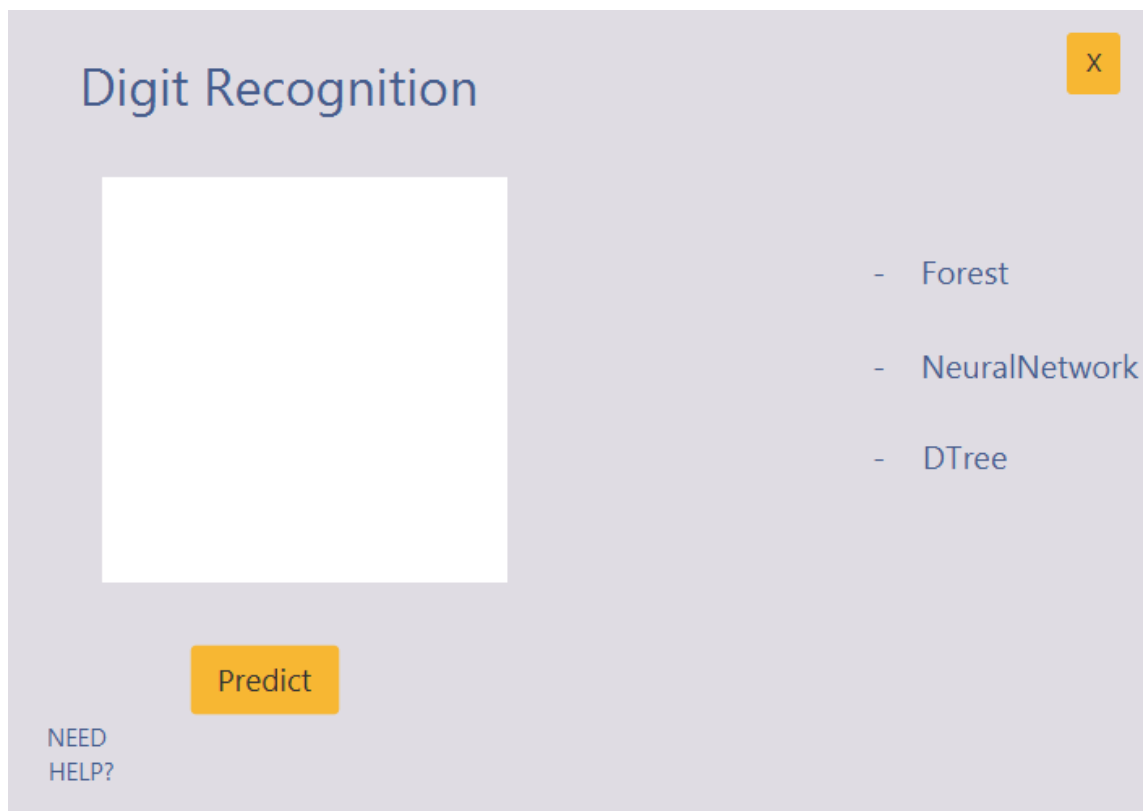 Digit Recognition
X
- Forest
- NeuralNetwork
- DTree
Predict
NEED
HELP?